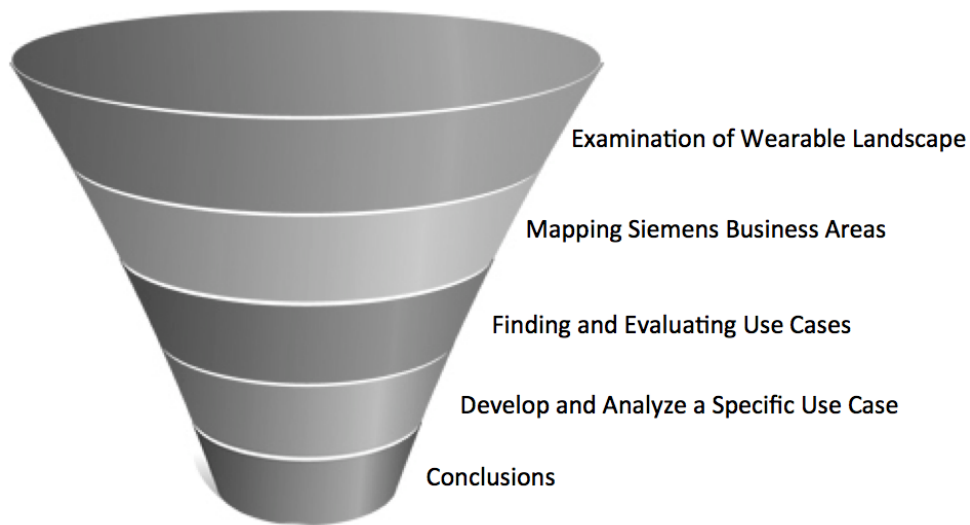 Examination of Wearable Landscape
Mapping Siemens Business Areas
Finding and Evaluating Use Cases
Develop and Analyze a Specific Use Case
Conclusions